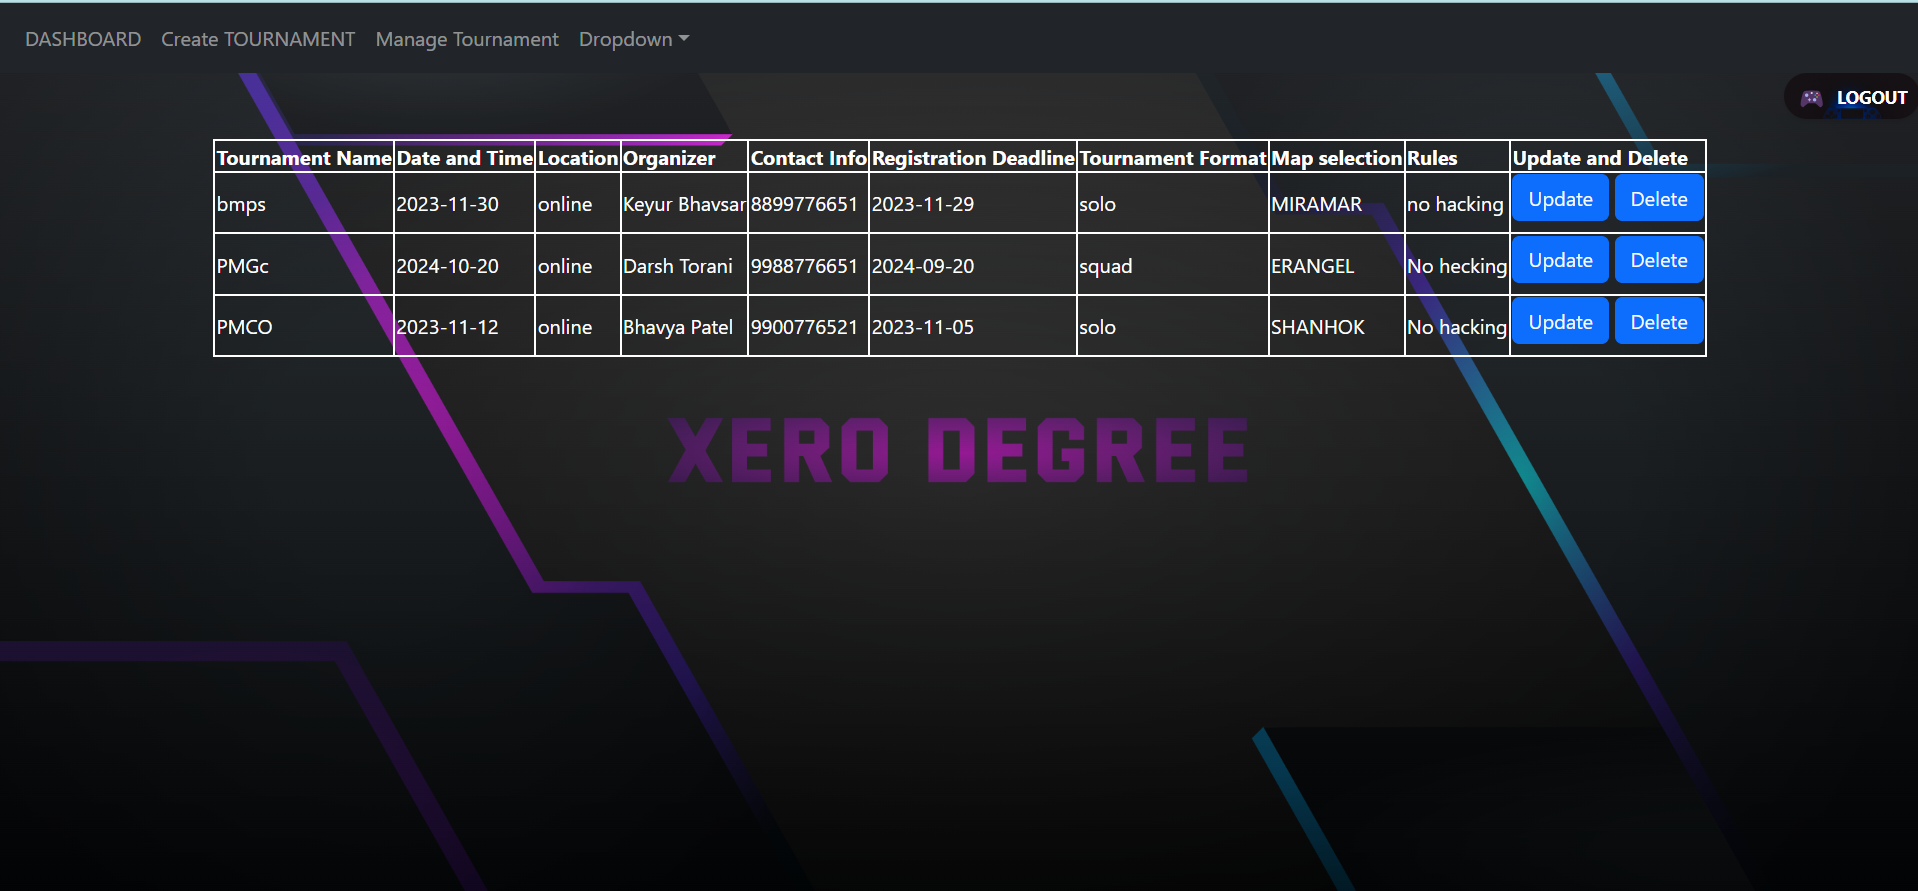 DASHBOARD Create TOURNAMENT Manage Tournament Dropdown
LOGOUT
Tournament Name Date and Time Location Organizer Contact Info Registration Deadline Tournament Format Map selection Rules Update and Delete
bmps 2023-11-30 online Keyur Bhavsar 8899776651 2023-11-29 solo MIRAMAR no hacking Update Delete
PMGc 2024-10-20 online Darsh Torani 9988776651 2024-09-20 squad ERANGEL No hecking Update Delete
PMCO 2023-11-12 online Bhavya Patel 9900776521 2023-11-05 solo SHANHOK No hacking Update Delete
XERO DEGREE